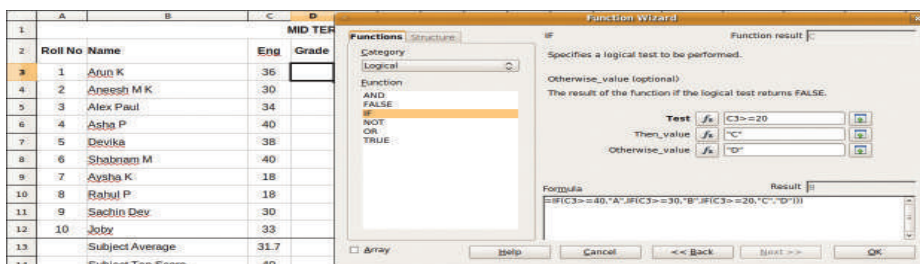 A B C D
1 MID TER
2 Roll No Name Eng Grade
3 1 Arun K 36
4 2 Aneesh M K 30
5 3 Alex Paul 34
6 4 Asha P 40
7 5 Devika 38
8 6 Shabnam M 40
9 7 Aysha K 18
10 8 Rahul P 18
11 9 Sachin Dev 30
12 10 Joby 33
13 Subject Average 31.7
Function Wizard
Functions Structure
IF Function result C
Category
Logical
Function
AND
FALSE
IF
NOT
OR
TRUE
Specifies a logical test to be performed.
Otherwise_value (optional)
The result of the function if the logical test returns FALSE.
Test fx C3>=20
Then_value fx "C"
Otherwise_value fx "D"
Formula Result B
=IF(C3>=40,"A",IF(C3>=30,"B",IF(C3>=20,"C","D")))
Array Help Cancel << Back Next >> OK